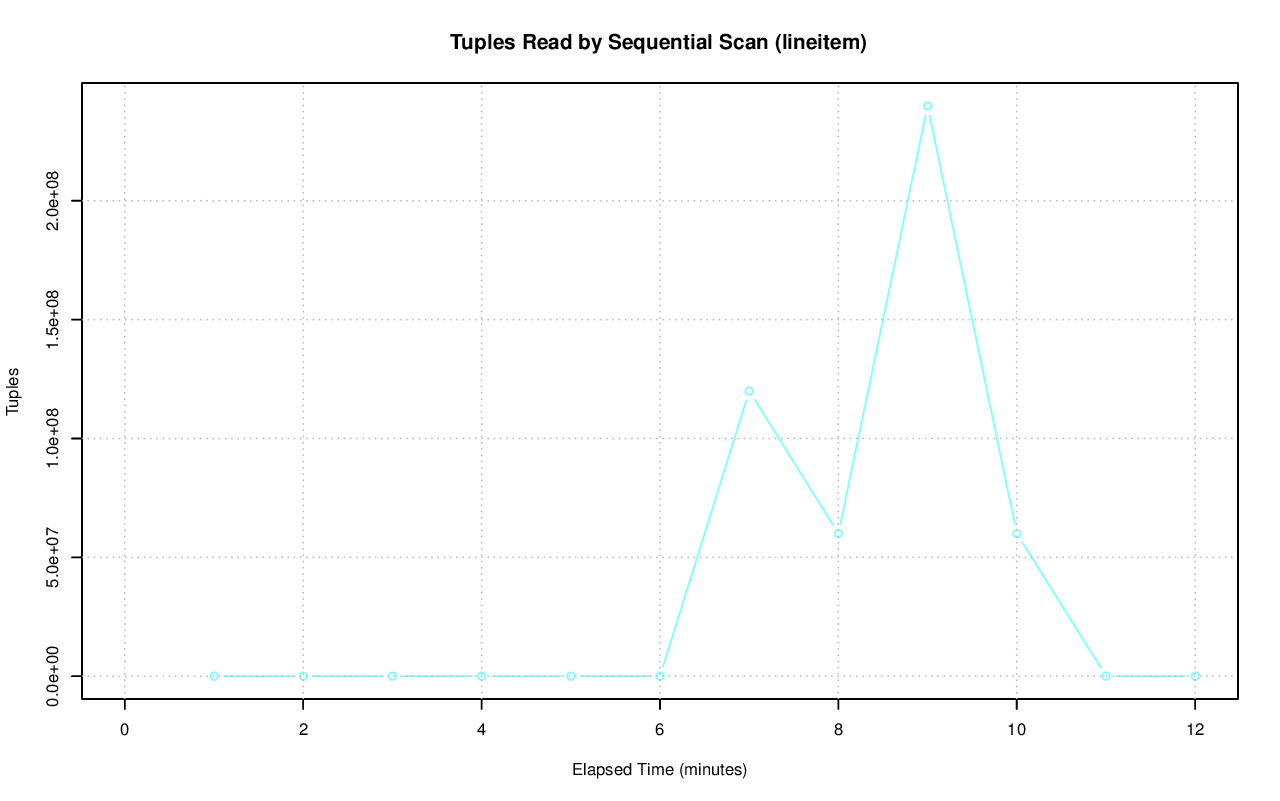 Tuples Read by Sequential Scan (lineitem)
Tuples
2.0e+08
1.5e+08
1.0e+08
5.0e+07
0.0e+00
0 2 4 6 8 10 12
Elapsed Time (minutes)